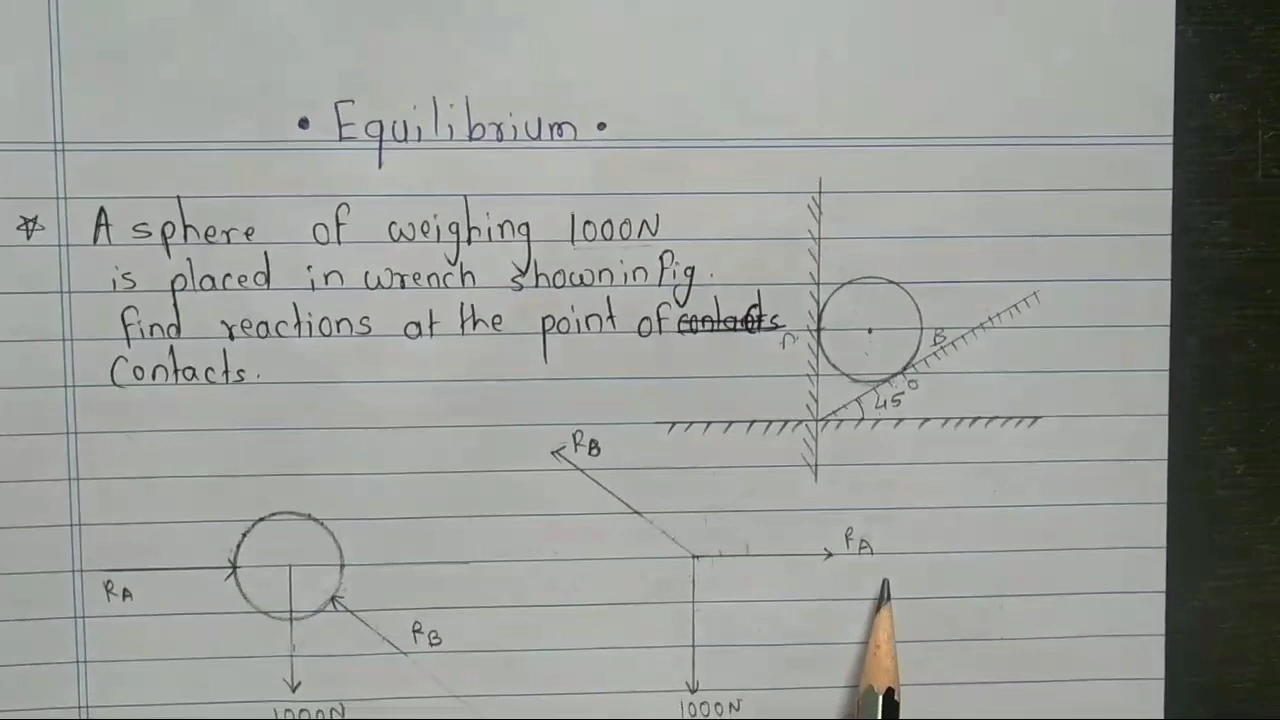 • Equilibrium •
☆ A sphere of weighing 1000N
is placed in wrench shown in fig.
find reactions at the point of
Contacts.
B
45°
RB
RA
RA
RB
1000N
1000N